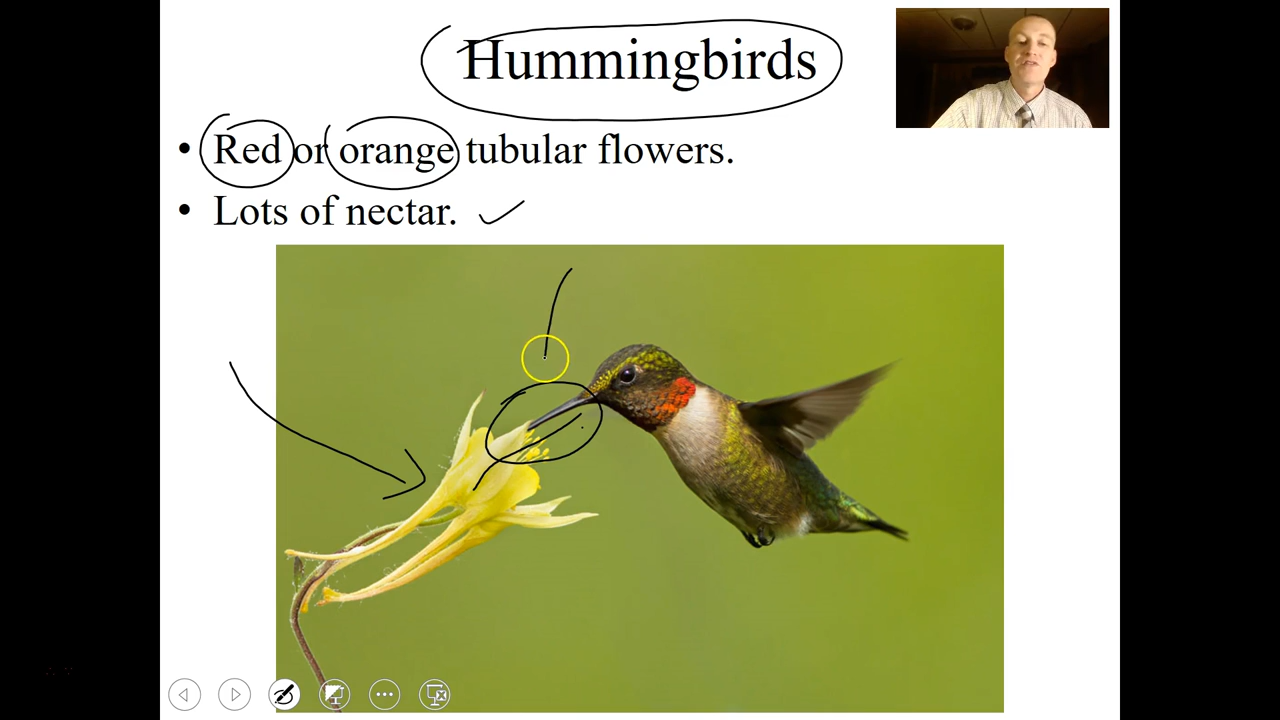 Hummingbirds
• Red or orange tubular flowers.
• Lots of nectar.